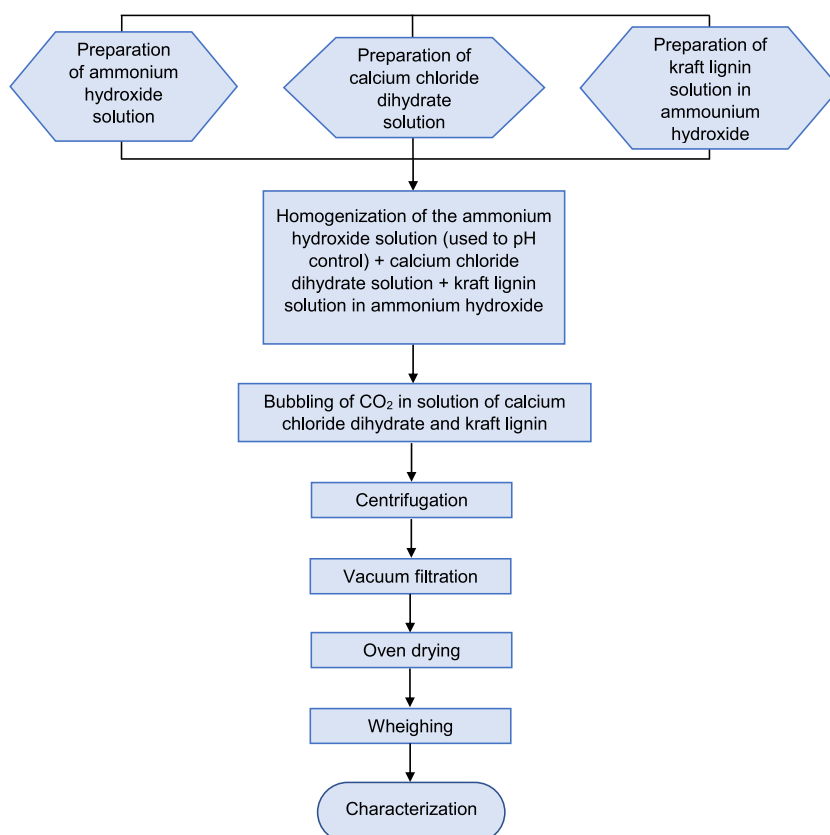 Preparation
of ammonium
hydroxide
solution
Preparation of
calcium chloride
dihydrate
solution
Preparation of
kraft lignin
solution in
ammounium
hydroxide
Homogenization of the ammonium
hydroxide solution (used to pH
control) + calcium chloride
dihydrate solution + kraft lignin
solution in ammonium hydroxide
Bubbling of CO₂ in solution of calcium
chloride dihydrate and kraft lignin
Centrifugation
Vacuum filtration
Oven drying
Wheighing
Characterization